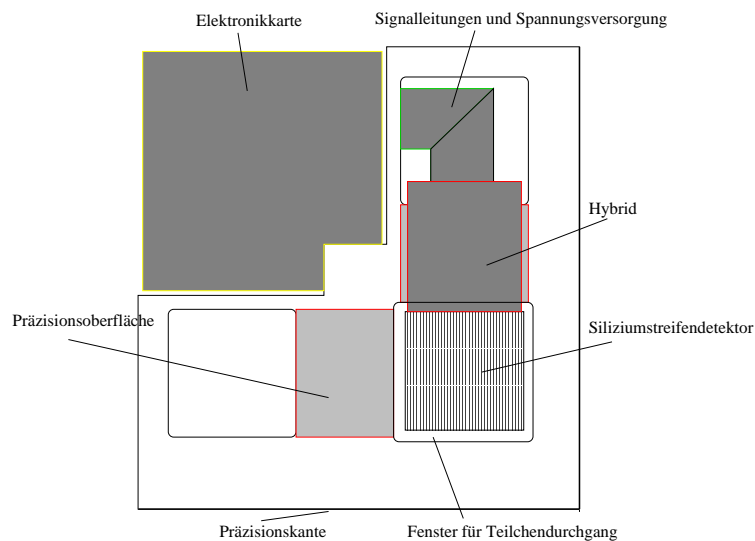 Elektronikkarte
Signalleitungen und Spannungsversorgung
Hybrid
Präzisionsoberfläche
Siliziumstreifendetektor
Präzisionskante
Fenster für Teilchendurchgang